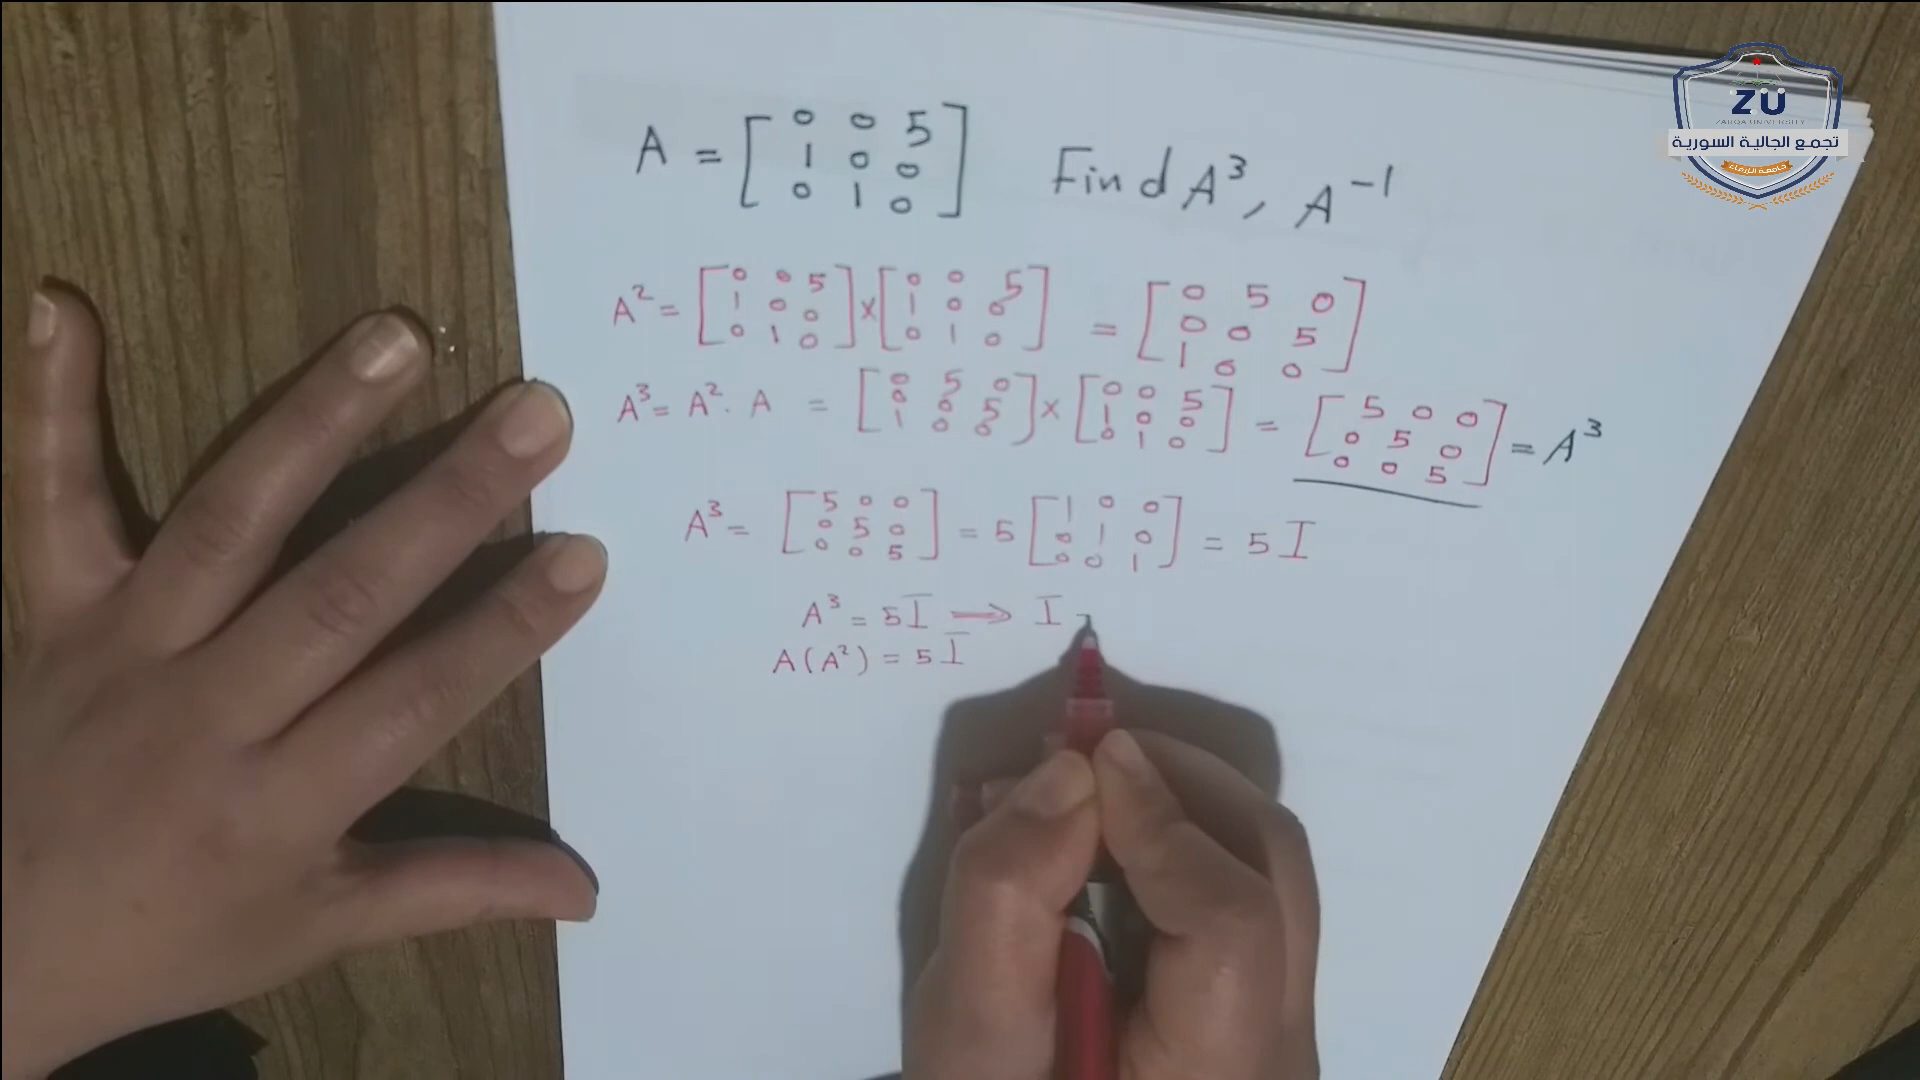 A = [ 0 0 5 Find A³, A⁻¹
1 0 0
0 1 0 ]
A² = [ 0 0 5 ] × [ 0 0 5 ] = [ 0 5 0 ]
1 0 0 1 0 0 0 0 5
0 1 0 0 1 0 1 0 0
A³ = A² . A = [ 0 5 0 ] × [ 0 0 5 ] = [ 5 0 0 ] = A³
0 0 5 1 0 0 0 5 0
1 0 0 0 1 0 0 0 5
A³ = [ 5 0 0 ] = 5 [ 1 0 0 ] = 5 I
0 5 0 0 1 0
0 0 5 0 0 1
A³ = 5I → I
A(A²) = 5 I
ZU
ZARQA UNIVERSITY
تجمع الجالية السورية
جامعة الزرقاء